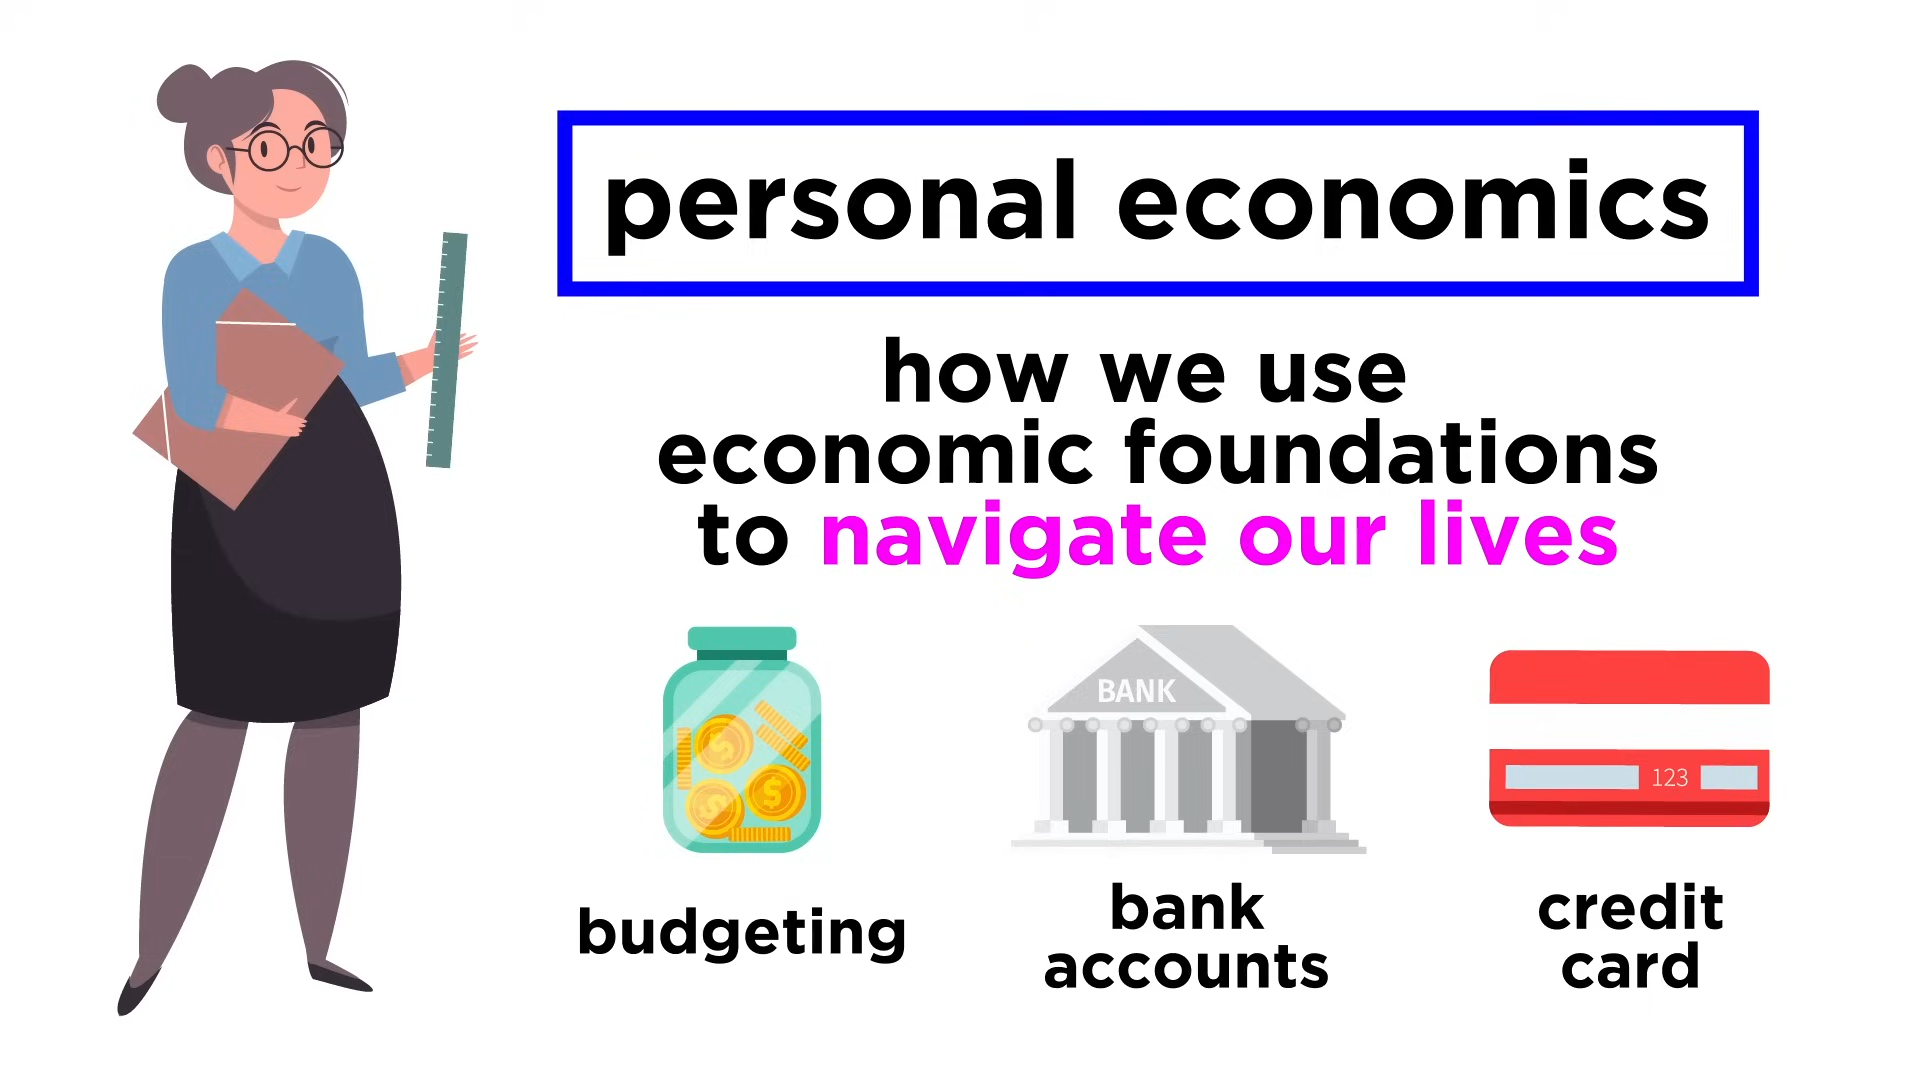 personal economics
how we use
economic foundations
to navigate our lives
BANK
123
budgeting
bank
accounts
credit
card